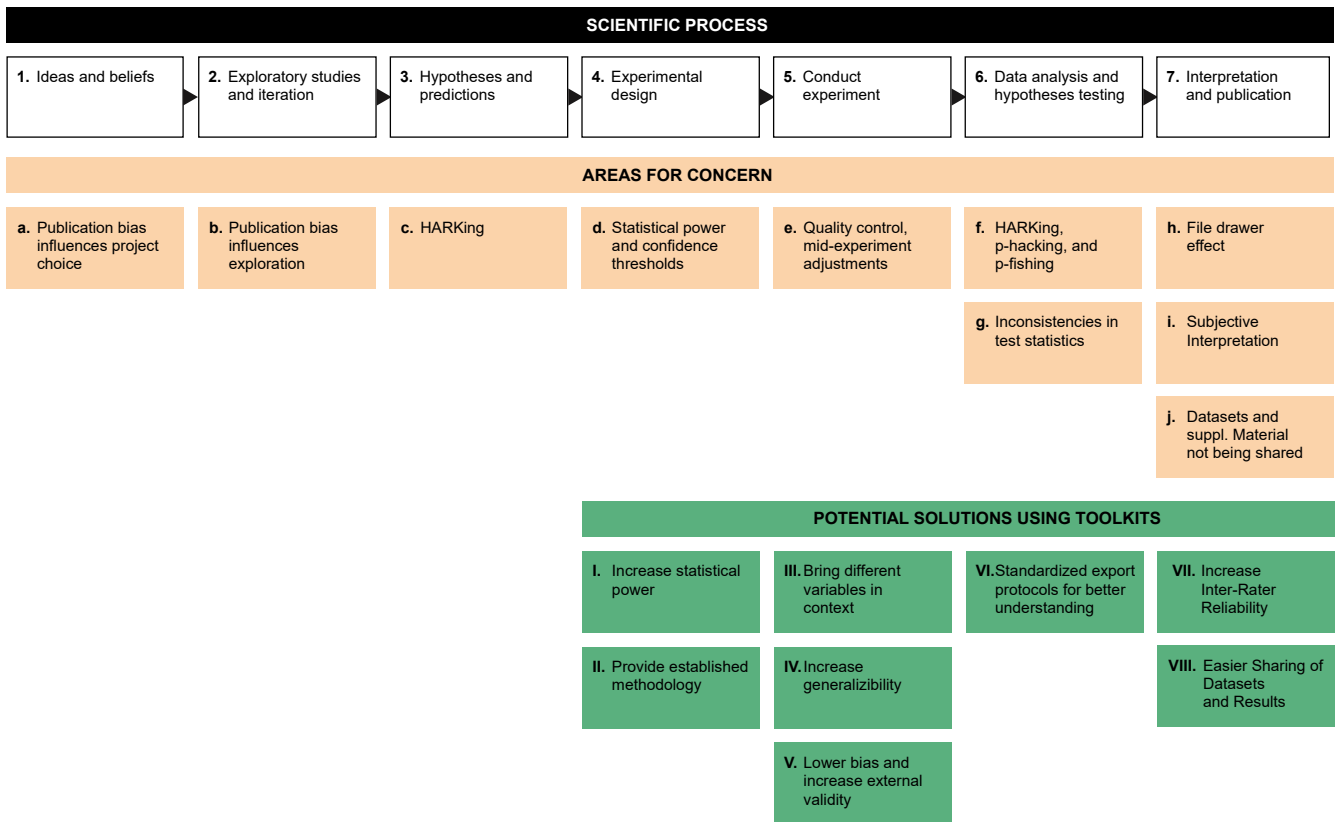 SCIENTIFIC PROCESS
1. Ideas and beliefs
2. Exploratory studies
and iteration
3. Hypotheses and
predictions
4. Experimental
design
5. Conduct
experiment
6. Data analysis and
hypotheses testing
7. Interpretation
and publication
AREAS FOR CONCERN
a. Publication bias
influences project
choice
b. Publication bias
influences
exploration
c. HARKing
d. Statistical power
and confidence
thresholds
e. Quality control,
mid-experiment
adjustments
f. HARKing,
p-hacking, and
p-fishing
h. File drawer
effect
g. Inconsistencies in
test statistics
i. Subjective
Interpretation
j. Datasets and
suppl. Material
not being shared
POTENTIAL SOLUTIONS USING TOOLKITS
I. Increase statistical
power
III. Bring different
variables in
context
VI. Standardized export
protocols for better
understanding
VII. Increase
Inter-Rater
Reliability
II. Provide established
methodology
IV. Increase
generalizibility
VIII. Easier Sharing of
Datasets
and Results
V. Lower bias and
increase external
validity